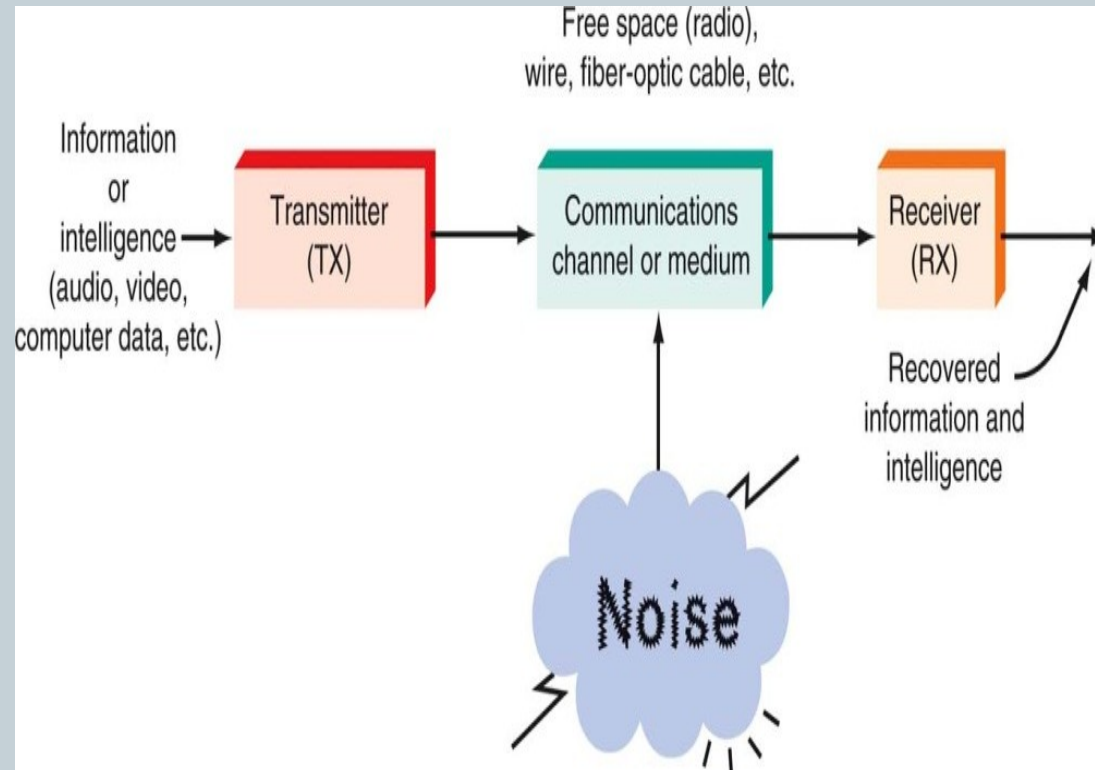 Free space (radio),
wire, fiber-optic cable, etc.
Information
or
intelligence
(audio, video,
computer data, etc.)
Transmitter
(TX)
Communications
channel or medium
Receiver
(RX)
Recovered
information and
intelligence
Noise